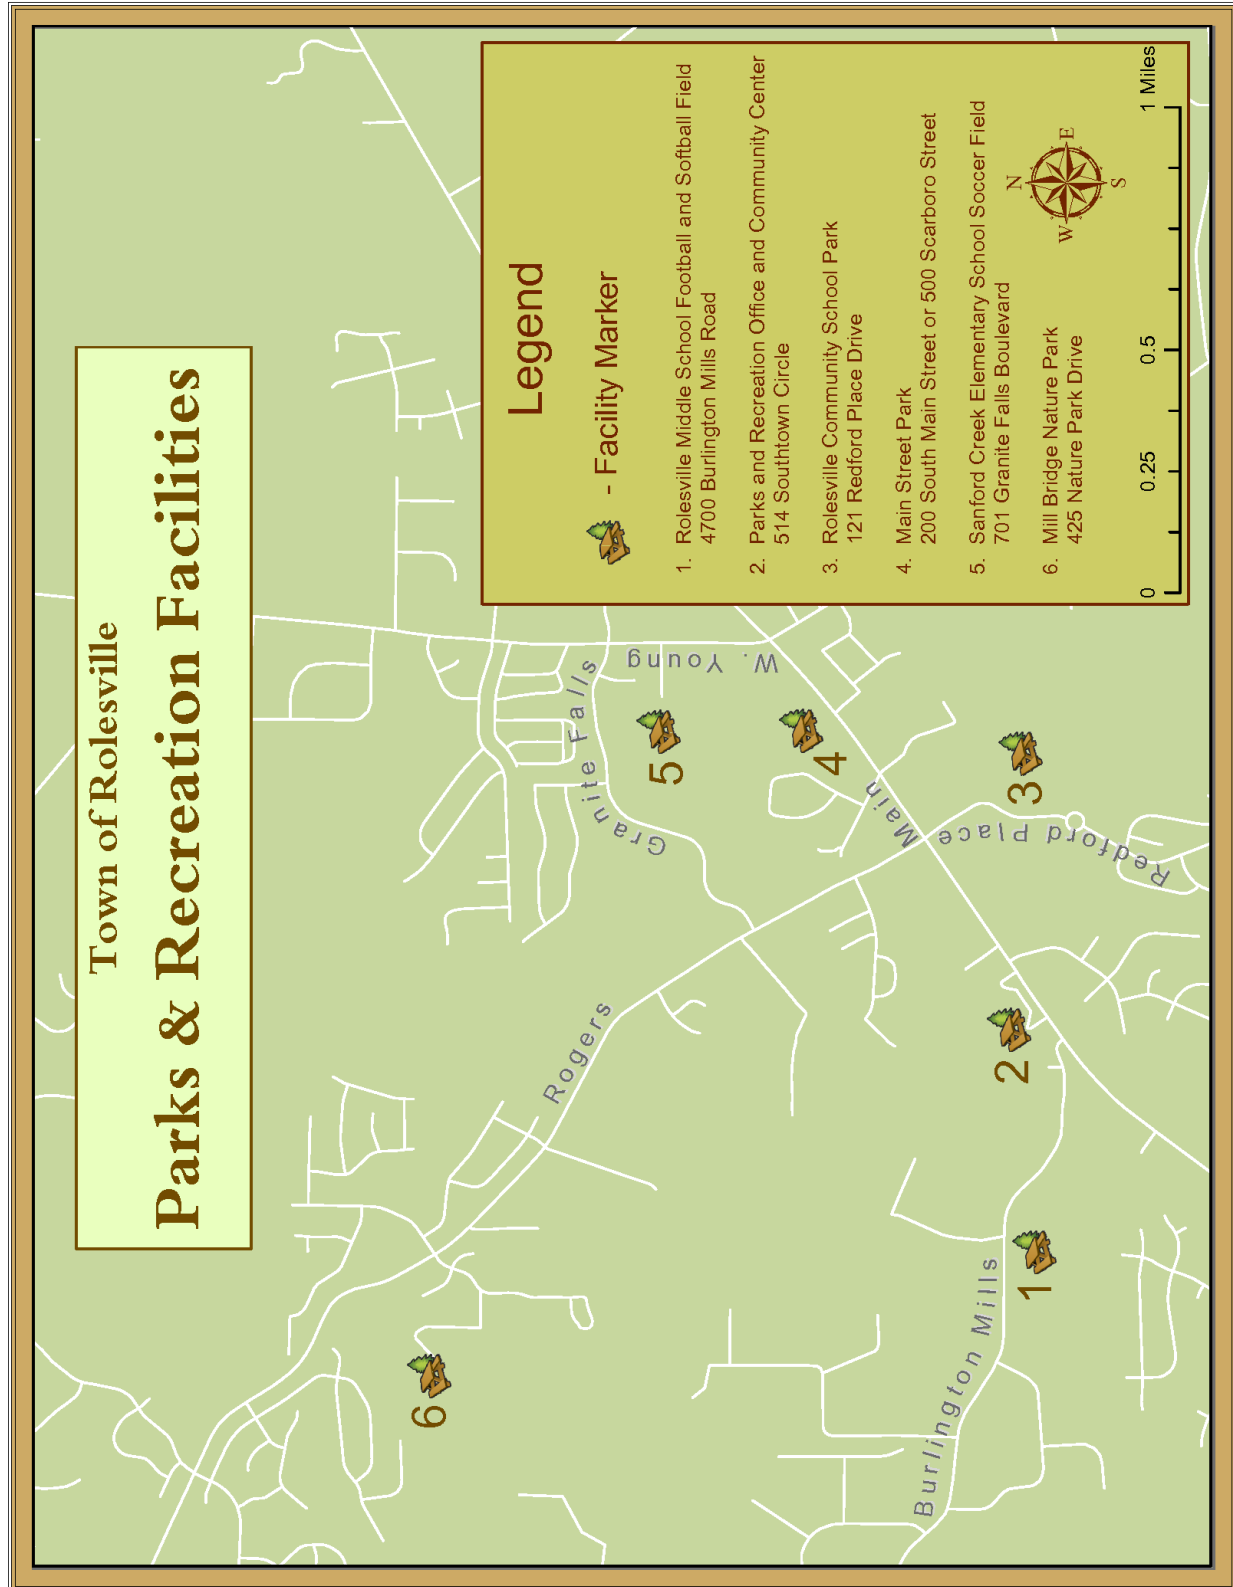 Town of Rolesville
Parks & Recreation Facilities
Legend
- Facility Marker
1. Rolesville Middle School Football and Softball Field
4700 Burlington Mills Road
2. Parks and Recreation Office and Community Center
514 Southtown Circle
3. Rolesville Community School Park
121 Redford Place Drive
4. Main Street Park
200 South Main Street or 500 Scarboro Street
5. Sanford Creek Elementary School Soccer Field
701 Granite Falls Boulevard
6. Mill Bridge Nature Park
425 Nature Park Drive
N
W
E
S
0 0.25 0.5 1 Miles
6
Rogers
Granite Falls
5
W. Young
4
Main
Redford Place
3
2
1
Burlington Mills